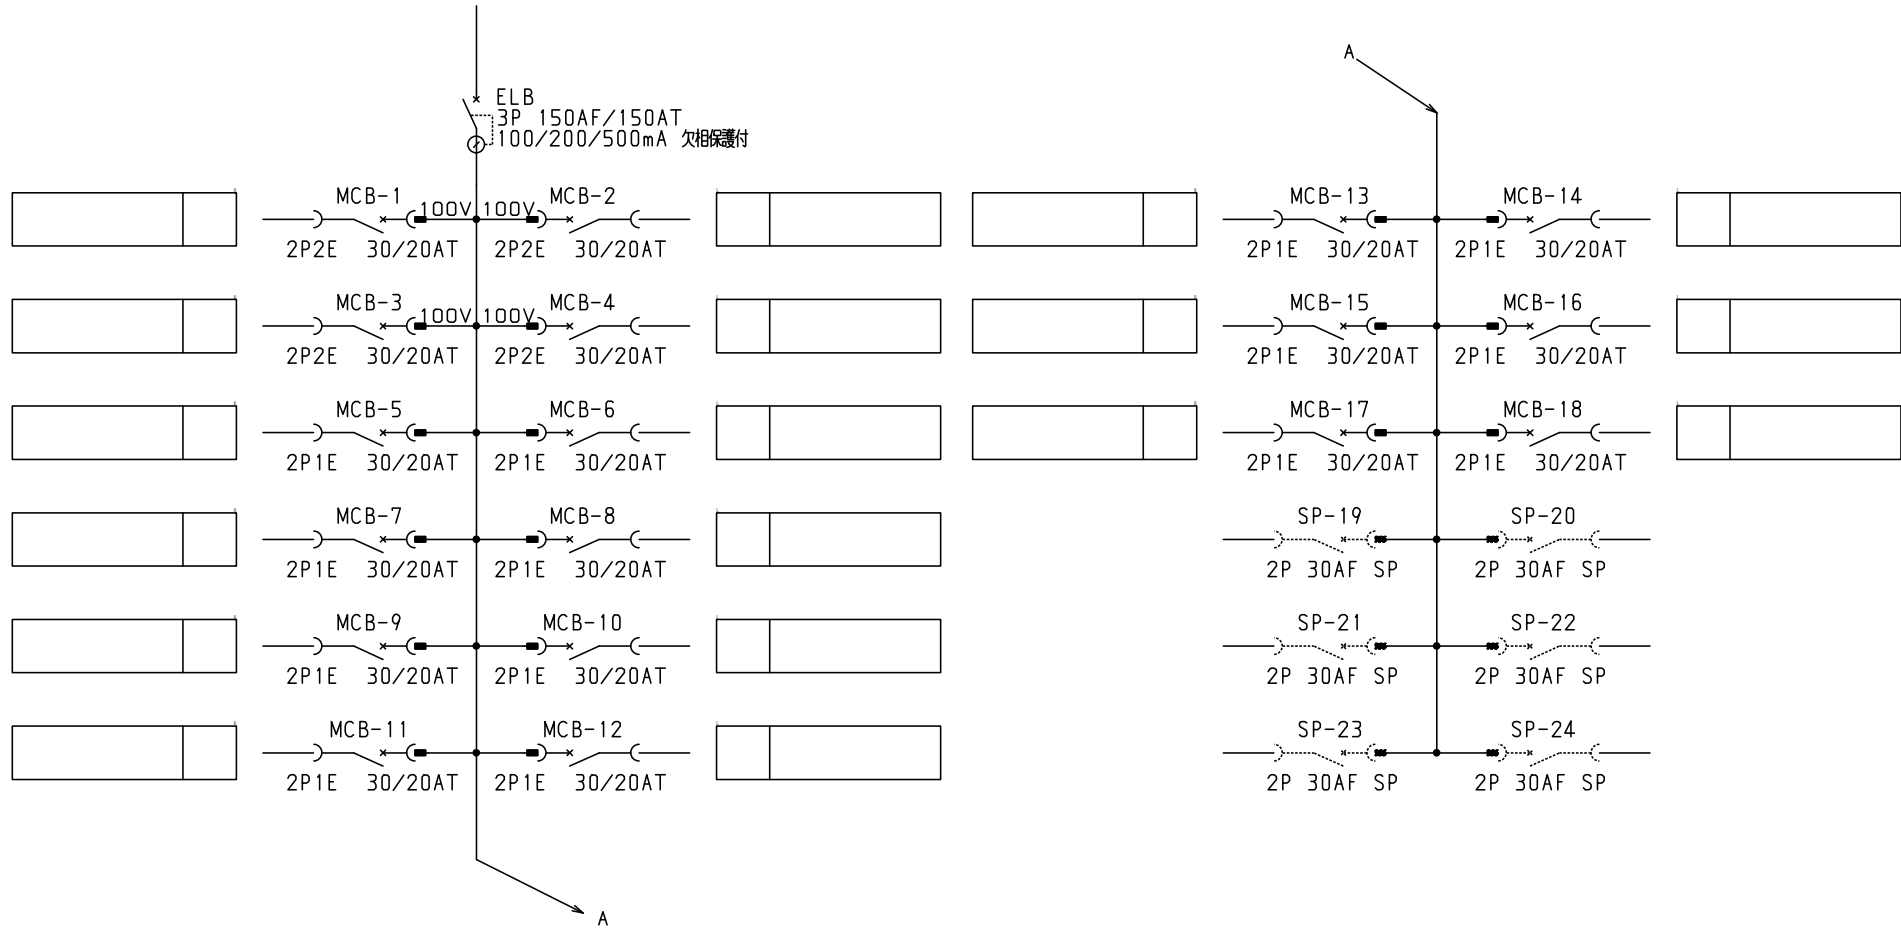 ELB
3P 150AF/150AT
100/200/500mA 欠相保護付
MCB-1 100V 100V MCB-2
2P2E 30/20AT 2P2E 30/20AT
MCB-3 100V 100V MCB-4
2P2E 30/20AT 2P2E 30/20AT
MCB-5 MCB-6
2P1E 30/20AT 2P1E 30/20AT
MCB-7 MCB-8
2P1E 30/20AT 2P1E 30/20AT
MCB-9 MCB-10
2P1E 30/20AT 2P1E 30/20AT
MCB-11 MCB-12
2P1E 30/20AT 2P1E 30/20AT
A
A
MCB-13 MCB-14
2P1E 30/20AT 2P1E 30/20AT
MCB-15 MCB-16
2P1E 30/20AT 2P1E 30/20AT
MCB-17 MCB-18
2P1E 30/20AT 2P1E 30/20AT
SP-19 SP-20
2P 30AF SP 2P 30AF SP
SP-21 SP-22
2P 30AF SP 2P 30AF SP
SP-23 SP-24
2P 30AF SP 2P 30AF SP